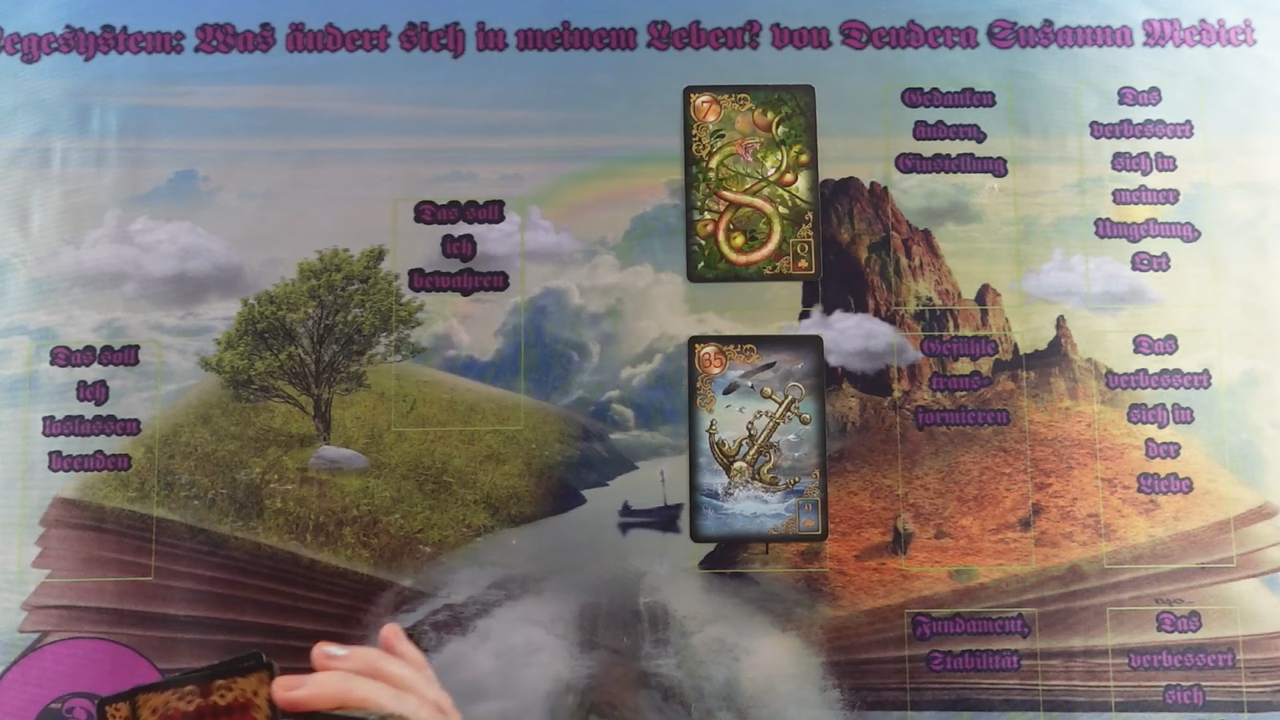 Legesystem: Was ändert sich in meinem Leben? von Dendera Susanna Medici
7
Q
Gedanken
ändern,
Einstellung
Das
verbessert
sich in
meiner
Umgebung,
Ort
Das soll
ich
bewahren
Das soll
ich
loslassen
beenden
35
9
Gefühle
trans-
formieren
Das
verbessert
sich in
der
Liebe
Fundament,
Stabilität
Das
verbessert
sich